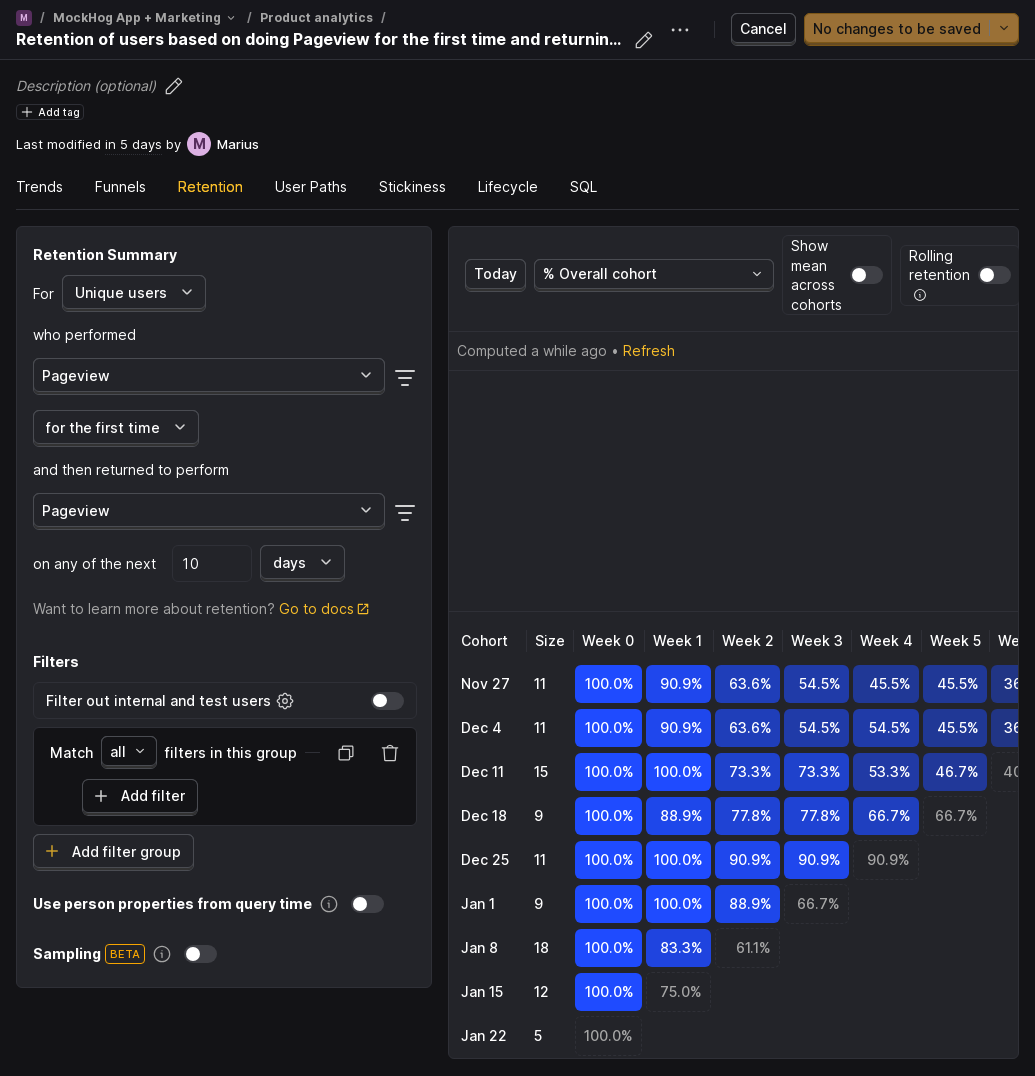 M / MockHog App + Marketing / Product analytics /
Retention of users based on doing Pageview for the first time and returnin...
Cancel
No changes to be saved
Description (optional)
Add tag
Last modified in 5 days by M Marius
Trends Funnels Retention User Paths Stickiness Lifecycle SQL
Retention Summary
For Unique users
who performed
Pageview
for the first time
and then returned to perform
Pageview
on any of the next 10 days
Want to learn more about retention? Go to docs
Filters
Filter out internal and test users
Match all filters in this group
Add filter
Add filter group
Use person properties from query time
Sampling BETA
Today
% Overall cohort
Show
mean
across
cohorts
Rolling
retention
Computed a while ago • Refresh
Cohort Size Week 0 Week 1 Week 2 Week 3 Week 4 Week 5 We
Nov 27 11 100.0% 90.9% 63.6% 54.5% 45.5% 45.5% 36
Dec 4 11 100.0% 90.9% 63.6% 54.5% 54.5% 45.5% 36
Dec 11 15 100.0% 100.0% 73.3% 73.3% 53.3% 46.7% 40
Dec 18 9 100.0% 88.9% 77.8% 77.8% 66.7% 66.7%
Dec 25 11 100.0% 100.0% 90.9% 90.9% 90.9%
Jan 1 9 100.0% 100.0% 88.9% 66.7%
Jan 8 18 100.0% 83.3% 61.1%
Jan 15 12 100.0% 75.0%
Jan 22 5 100.0%